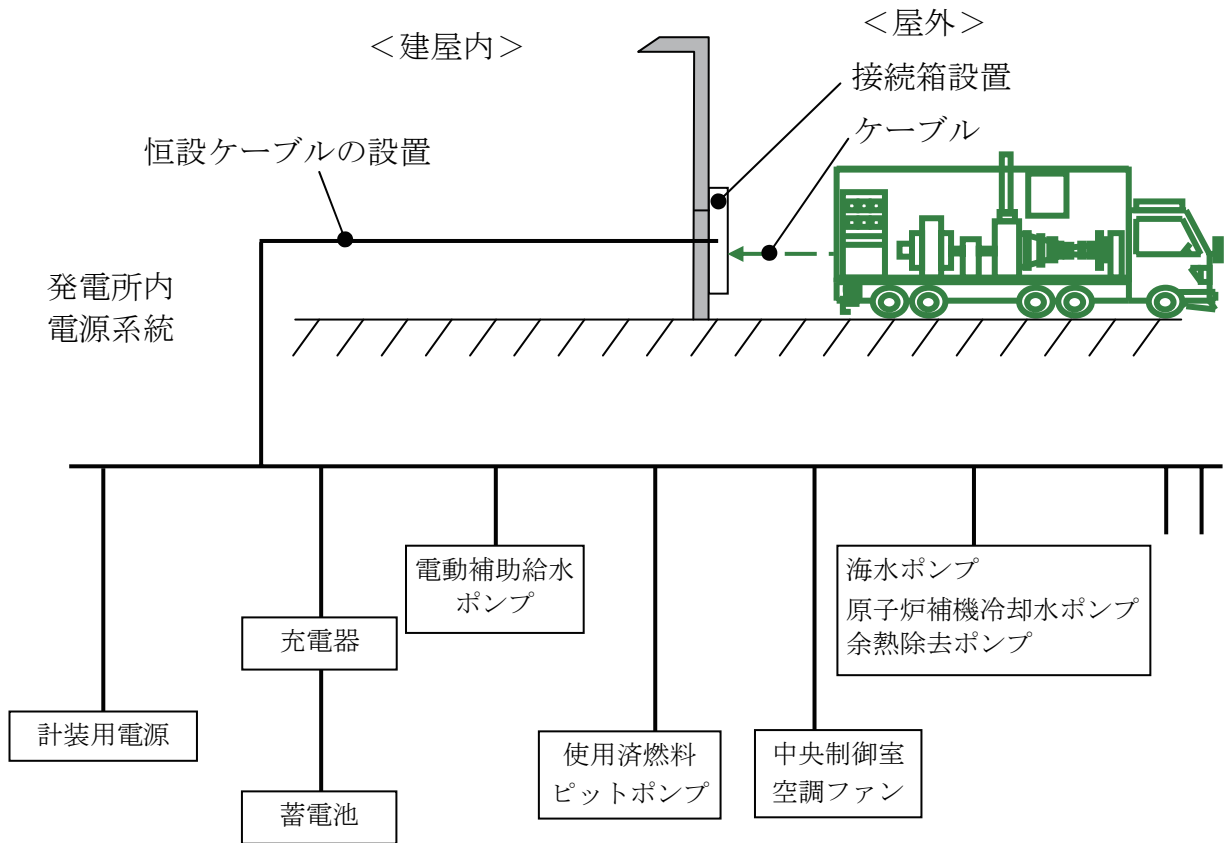 ＜建屋内＞
＜屋外＞
接続箱設置
ケーブル
恒設ケーブルの設置
発電所内
電源系統
電動補助給水
ポンプ
海水ポンプ
原子炉補機冷却水ポンプ
余熱除去ポンプ
充電器
計装用電源
使用済燃料
ピットポンプ
中央制御室
空調ファン
蓄電池